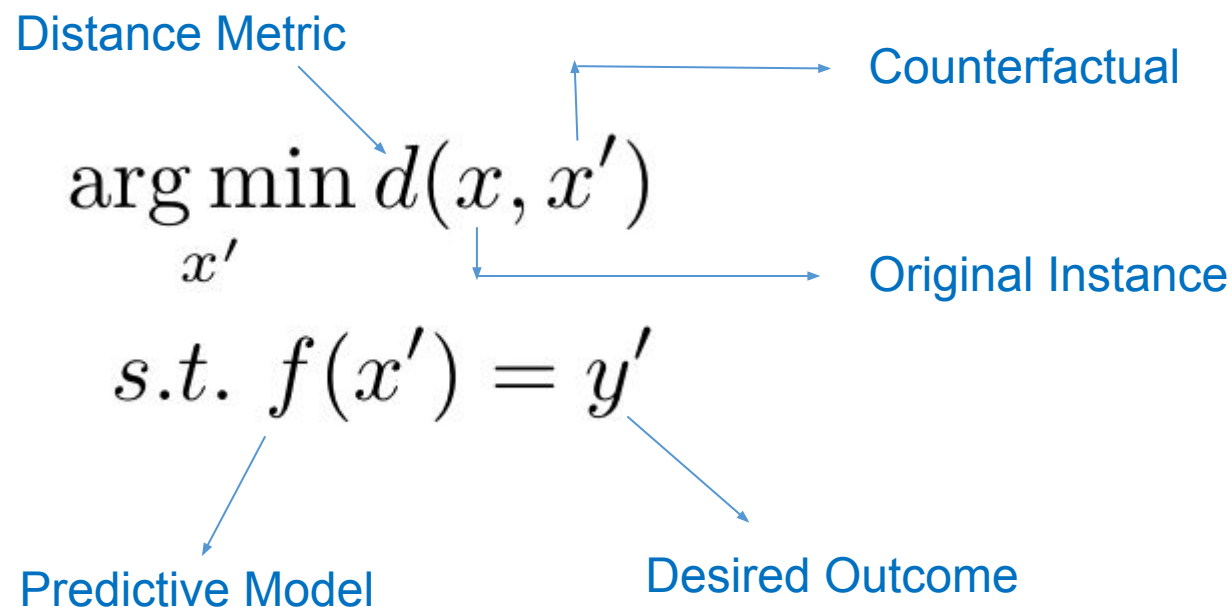 Distance Metric
Counterfactual
arg min d(x, x′)
x′
Original Instance
s.t. f(x′) = y′
Predictive Model
Desired Outcome